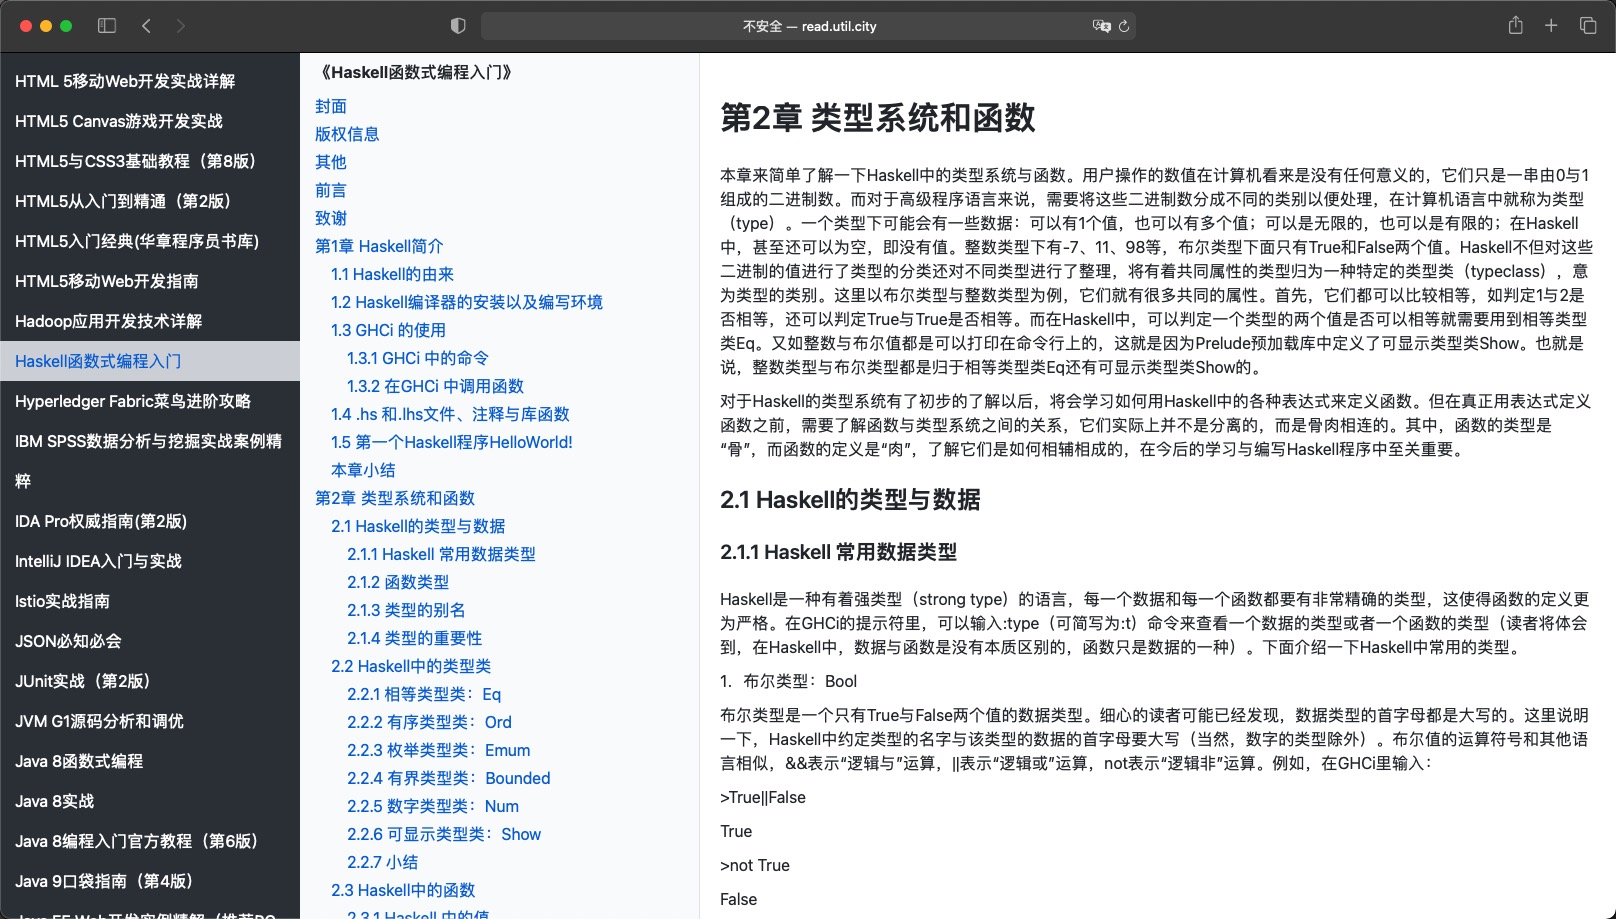 不安全 — read.util.city
HTML 5移动Web开发实战详解
HTML5 Canvas游戏开发实战
HTML5与CSS3基础教程（第8版）
HTML5从入门到精通（第2版）
HTML5入门经典(华章程序员书库)
HTML5移动Web开发指南
Hadoop应用开发技术详解
Haskell函数式编程入门
Hyperledger Fabric菜鸟进阶攻略
IBM SPSS数据分析与挖掘实战案例精
粹
IDA Pro权威指南(第2版)
IntelliJ IDEA入门与实战
Istio实战指南
JSON必知必会
JUnit实战（第2版）
JVM G1源码分析和调优
Java 8函数式编程
Java 8实战
Java 8编程入门官方教程（第6版）
Java 9口袋指南（第4版）
《Haskell函数式编程入门》
封面
版权信息
其他
前言
致谢
第1章 Haskell简介
1.1 Haskell的由来
1.2 Haskell编译器的安装以及编写环境
1.3 GHCi 的使用
1.3.1 GHCi 中的命令
1.3.2 在GHCi 中调用函数
1.4 .hs 和.lhs文件、注释与库函数
1.5 第一个Haskell程序HelloWorld!
本章小结
第2章 类型系统和函数
2.1 Haskell的类型与数据
2.1.1 Haskell 常用数据类型
2.1.2 函数类型
2.1.3 类型的别名
2.1.4 类型的重要性
2.2 Haskell中的类型类
2.2.1 相等类型类：Eq
2.2.2 有序类型类：Ord
2.2.3 枚举类型类：Emum
2.2.4 有界类型类：Bounded
2.2.5 数字类型类：Num
2.2.6 可显示类型类：Show
2.2.7 小结
2.3 Haskell中的函数
2.3.1 Haskell 中的值
第2章 类型系统和函数
本章来简单了解一下Haskell中的类型系统与函数。用户操作的数值在计算机看来是没有任何意义的，它们只是一串由0与1
组成的二进制数。而对于高级程序语言来说，需要将这些二进制数分成不同的类别以便处理，在计算机语言中就称为类型
（type）。一个类型下可能会有一些数据：可以有1个值，也可以有多个值；可以是无限的，也可以是有限的；在Haskell
中，甚至还可以为空，即没有值。整数类型下有-7、11、98等，布尔类型下面只有True和False两个值。Haskell不但对这些
二进制的值进行了类型的分类还对不同类型进行了整理，将有着共同属性的类型归为一种特定的类型类（typeclass），意
为类型的类别。这里以布尔类型与整数类型为例，它们就有很多共同的属性。首先，它们都可以比较相等，如判定1与2是
否相等，还可以判定True与True是否相等。而在Haskell中，可以判定一个类型的两个值是否可以相等就需要用到相等类型
类Eq。又如整数与布尔值都是可以打印在命令行上的，这就是因为Prelude预加载库中定义了可显示类型类Show。也就是
说，整数类型与布尔类型都是归于相等类型类Eq还有可显示类型类Show的。
对于Haskell的类型系统有了初步的了解以后，将会学习如何用Haskell中的各种表达式来定义函数。但在真正用表达式定义
函数之前，需要了解函数与类型系统之间的关系，它们实际上并不是分离的，而是骨肉相连的。其中，函数的类型是
“骨”，而函数的定义是“肉”，了解它们是如何相辅相成的，在今后的学习与编写Haskell程序中至关重要。
2.1 Haskell的类型与数据
2.1.1 Haskell 常用数据类型
Haskell是一种有着强类型（strong type）的语言，每一个数据和每一个函数都要有非常精确的类型，这使得函数的定义更
为严格。在GHCi的提示符里，可以输入:type（可简写为:t）命令来查看一个数据的类型或者一个函数的类型（读者将体会
到，在Haskell中，数据与函数是没有本质区别的，函数只是数据的一种）。下面介绍一下Haskell中常用的类型。
1. 布尔类型：Bool
布尔类型是一个只有True与False两个值的数据类型。细心的读者可能已经发现，数据类型的首字母都是大写的。这里说明
一下，Haskell中约定类型的名字与该类型的数据的首字母要大写（当然，数字的类型除外）。布尔值的运算符号和其他语
言相似，&&表示“逻辑与”运算，||表示“逻辑或”运算，not表示“逻辑非”运算。例如，在GHCi里输入：
>True||False
True
>not True
False